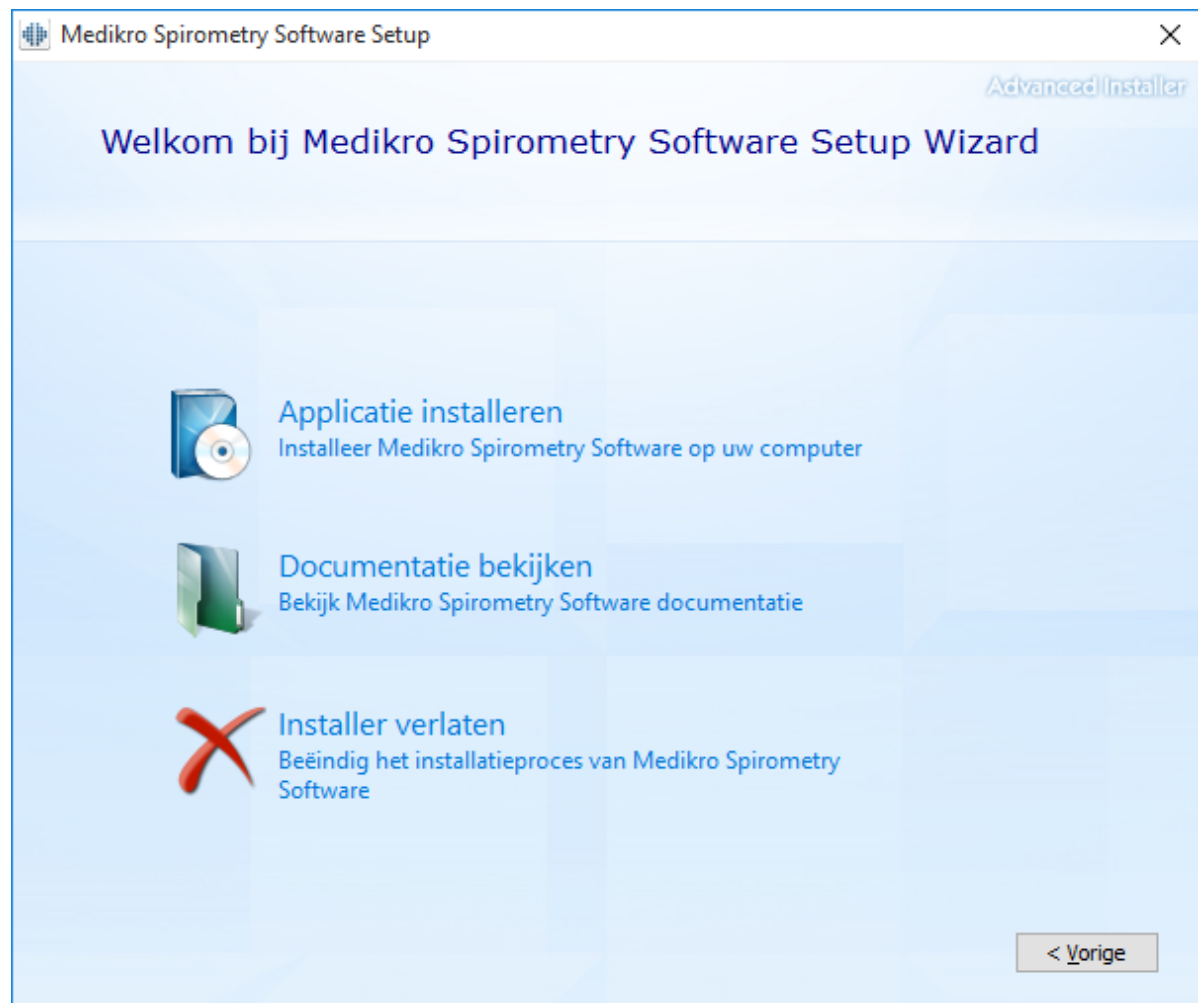 Medikro Spirometry Software Setup
Advanced Installer
Welkom bij Medikro Spirometry Software Setup Wizard
Applicatie installeren
Installeer Medikro Spirometry Software op uw computer
Documentatie bekijken
Bekijk Medikro Spirometry Software documentatie
Installer verlaten
Beëindig het installatieproces van Medikro Spirometry
Software
< Vorige